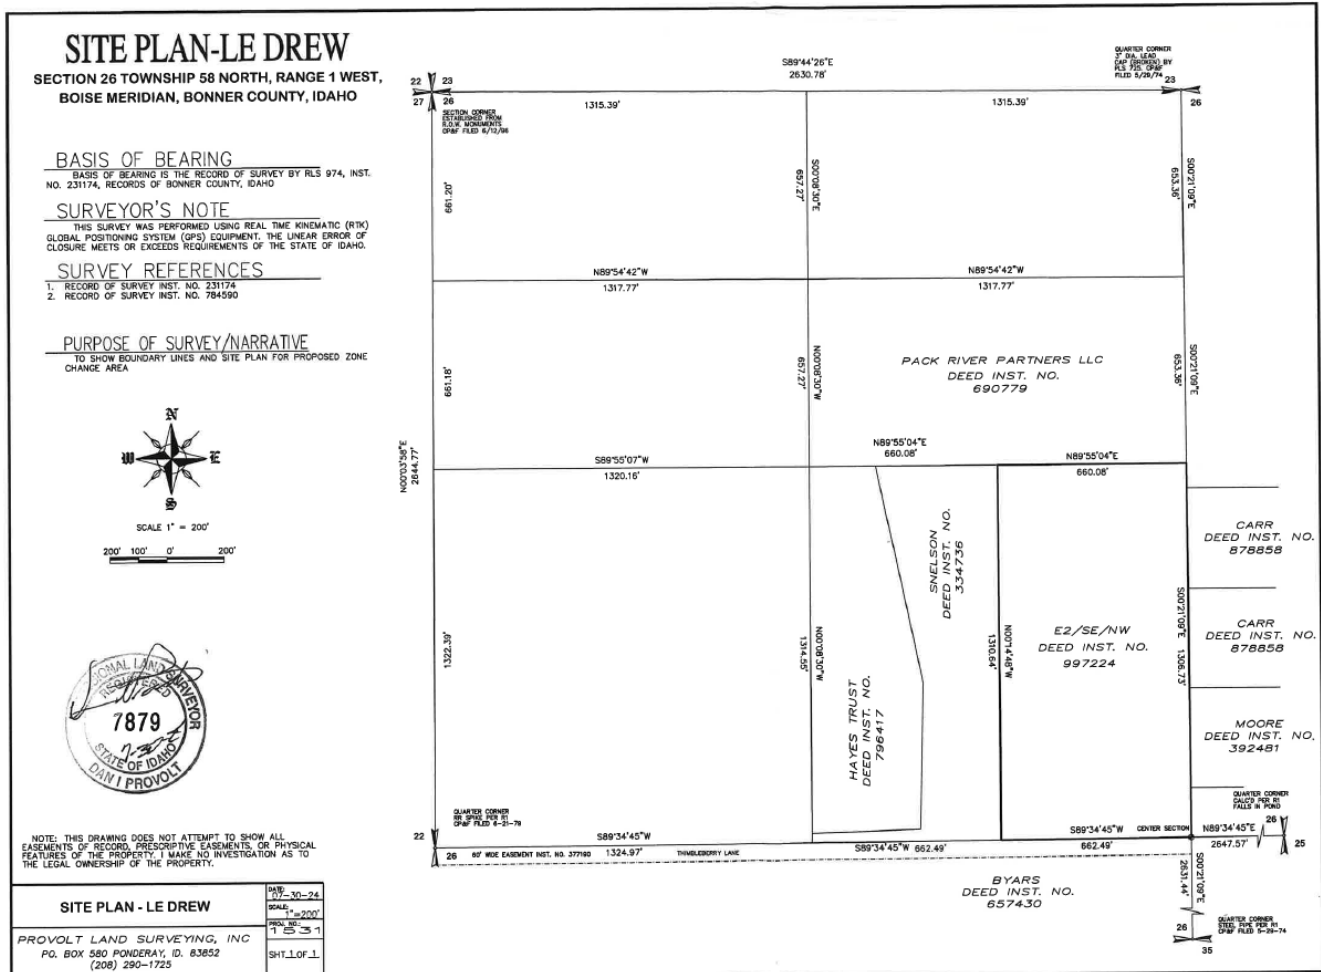 SITE PLAN-LE DREW
SECTION 26 TOWNSHIP 58 NORTH, RANGE 1 WEST,
BOISE MERIDIAN, BONNER COUNTY, IDAHO
BASIS OF BEARING
BASIS OF BEARING IS THE RECORD OF SURVEY BY RLS 974, INST.
NO. 231174, RECORDS OF BONNER COUNTY, IDAHO
SURVEYOR'S NOTE
THIS SURVEY WAS PERFORMED USING REAL TIME KINEMATIC (RTK)
GLOBAL POSITIONING SYSTEM (GPS) EQUIPMENT. THE LINEAR ERROR OF
CLOSURE MEETS OR EXCEEDS REQUIREMENTS OF THE STATE OF IDAHO.
SURVEY REFERENCES
1. RECORD OF SURVEY INST. NO. 231174
2. RECORD OF SURVEY INST. NO. 784590
PURPOSE OF SURVEY/NARRATIVE
TO SHOW BOUNDARY LINES AND SITE PLAN FOR PROPOSED ZONE
CHANGE AREA
N
W E
S
SCALE 1" = 200'
200' 100' 0' 200'
PROFESSIONAL LAND SURVEYOR
REGISTERED
7879
STATE OF IDAHO
DAN I PROVOLT
NOTE: THIS DRAWING DOES NOT ATTEMPT TO SHOW ALL
EASEMENTS OF RECORD, PRESCRIPTIVE EASEMENTS, OR PHYSICAL
FEATURES OF THE PROPERTY. I MAKE NO INVESTIGATION AS TO
THE LEGAL OWNERSHIP OF THE PROPERTY.
SITE PLAN - LE DREW
DATE:
07-30-24
SCALE:
1"=200'
PROJ. NO.:
1531
SHT 1 OF 1
PROVOLT LAND SURVEYING, INC
PO. BOX 580 PONDERAY, ID. 83852
(208) 290-1725
22 23
27 26
SECTION CORNER
ESTABLISHED FROM
R.O.W. MONUMENTS
CP&F FILED 6/12/98
S89°44'26"E
2630.78'
1315.39'
1315.39'
QUARTER CORNER
3" DIA. LEAD
CAP (BROKEN) BY
PLS 725. CP&F
FILED 5/29/74
23
26
661.20'
S00°08'30"E
657.27'
S00°21'09"E
653.36'
N89°54'42"W
1317.77'
N89°54'42"W
1317.77'
661.18'
N00°08'30"W
657.27'
PACK RIVER PARTNERS LLC
DEED INST. NO.
690779
S00°21'09"E
653.36'
N00°03'58"E
2644.77'
S89°55'07"W
1320.16'
N89°55'04"E
660.08'
N89°55'04"E
660.08'
1322.39'
N00°08'30"W
1314.55'
HAYES TRUST
DEED INST. NO.
796417
SNELSON
DEED INST. NO.
334736
N00°14'48"W
1310.64'
E2/SE/NW
DEED INST. NO.
997224
S00°21'09"E 1306.73'
CARR
DEED INST. NO.
878858
CARR
DEED INST. NO.
878858
MOORE
DEED INST. NO.
392481
QUARTER CORNER
CALC'D PER R1
FALLS IN POND
QUARTER CORNER
RR SPIKE PER R1
CP&F FILED 6-21-79
22
26
S89°34'45"W
60' WIDE EASEMENT INST. NO. 377190 1324.97' THIMBLEBERRY LANE
S89°34'45"W 662.49'
S89°34'45"W
662.49'
CENTER SECTION
N89°34'45"E
2647.57'
26
25
BYARS
DEED INST. NO.
657430
S00°21'09"E
2631.44'
QUARTER CORNER
STEEL PIPE PER R1
CP&F FILED 5-29-74
26
35